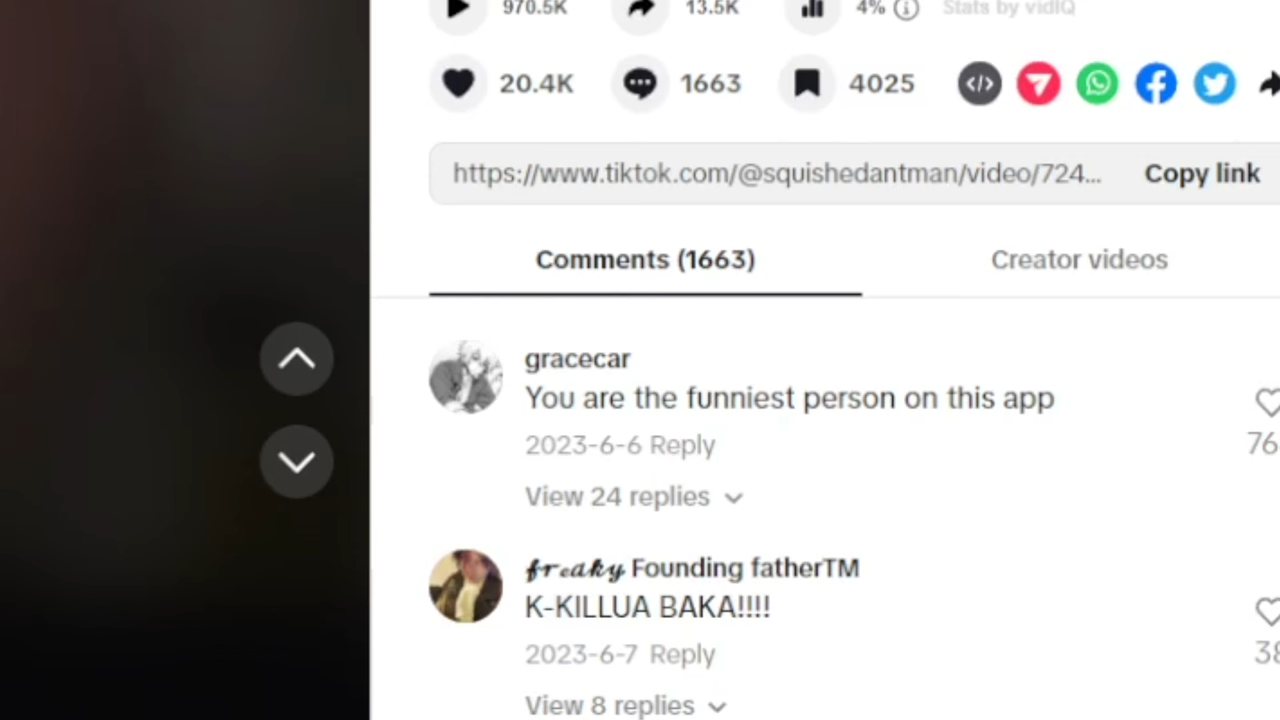 970.5K 13.5K 4% Stats by vidIQ
20.4K 1663 4025
https://www.tiktok.com/@squishedantman/video/724... Copy link
Comments (1663) Creator videos
gracecar
You are the funniest person on this app
2023-6-6 Reply
76
View 24 replies
𝓯𝓻𝓮𝓪𝓴𝔂 Founding fatherTM
K-KILLUA BAKA!!!!
2023-6-7 Reply
38
View 8 replies